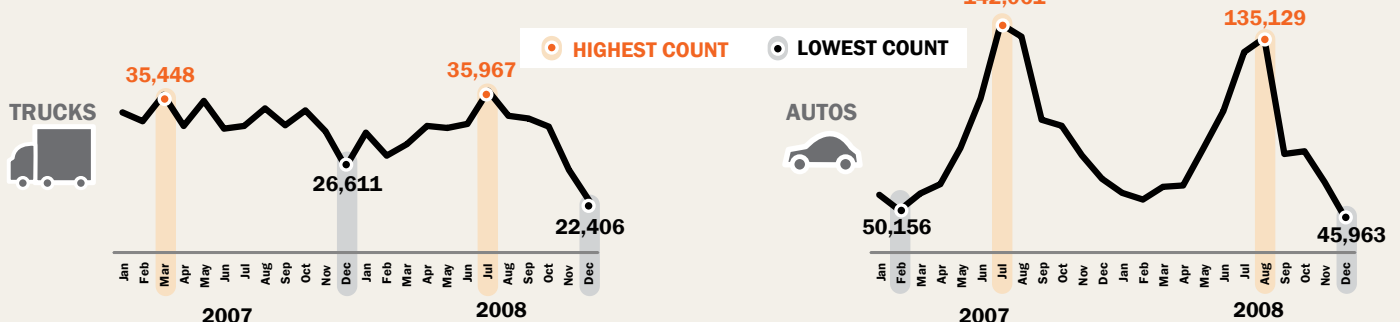 135,129
HIGHEST COUNT
LOWEST COUNT
TRUCKS
35,448
35,967
26,611
22,406
Jan Feb Mar Apr May Jun Jul Aug Sep Oct Nov Dec Jan Feb Mar Apr May Jun Jul Aug Sep Oct Nov Dec
2007
2008
AUTOS
50,156
45,963
Jan Feb Mar Apr May Jun Jul Aug Sep Oct Nov Dec Jan Feb Mar Apr May Jun Jul Aug Sep Oct Nov Dec
2007
2008